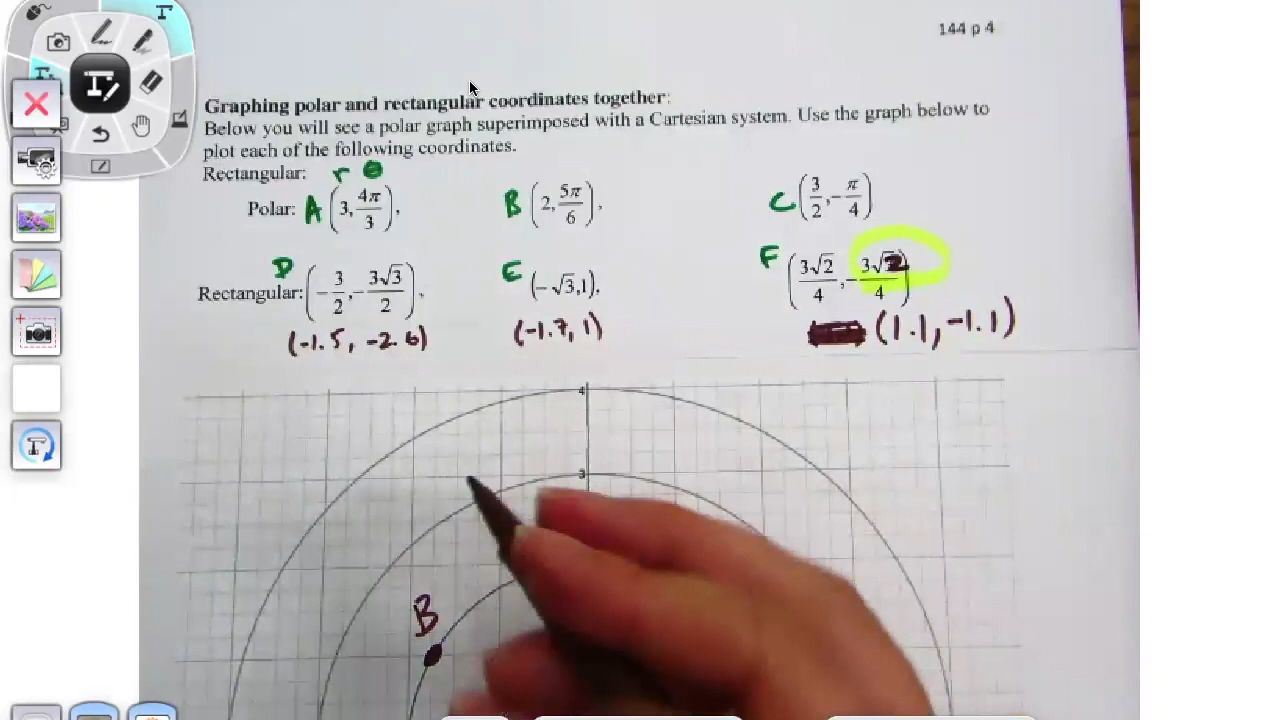 144 p 4
Graphing polar and rectangular coordinates together:
Below you will see a polar graph superimposed with a Cartesian system. Use the graph below to
plot each of the following coordinates.
Rectangular: r θ
Polar: A (3, 4π/3), B (2, 5π/6), C (3/2, -π/4)
D E F
Rectangular: (-3/2, -3√3/2), (-√3,1), (3√2/4, -3√2/4)
(-1.5, -2.6) (-1.7, 1) (1.1, -1.1)
4
3
B